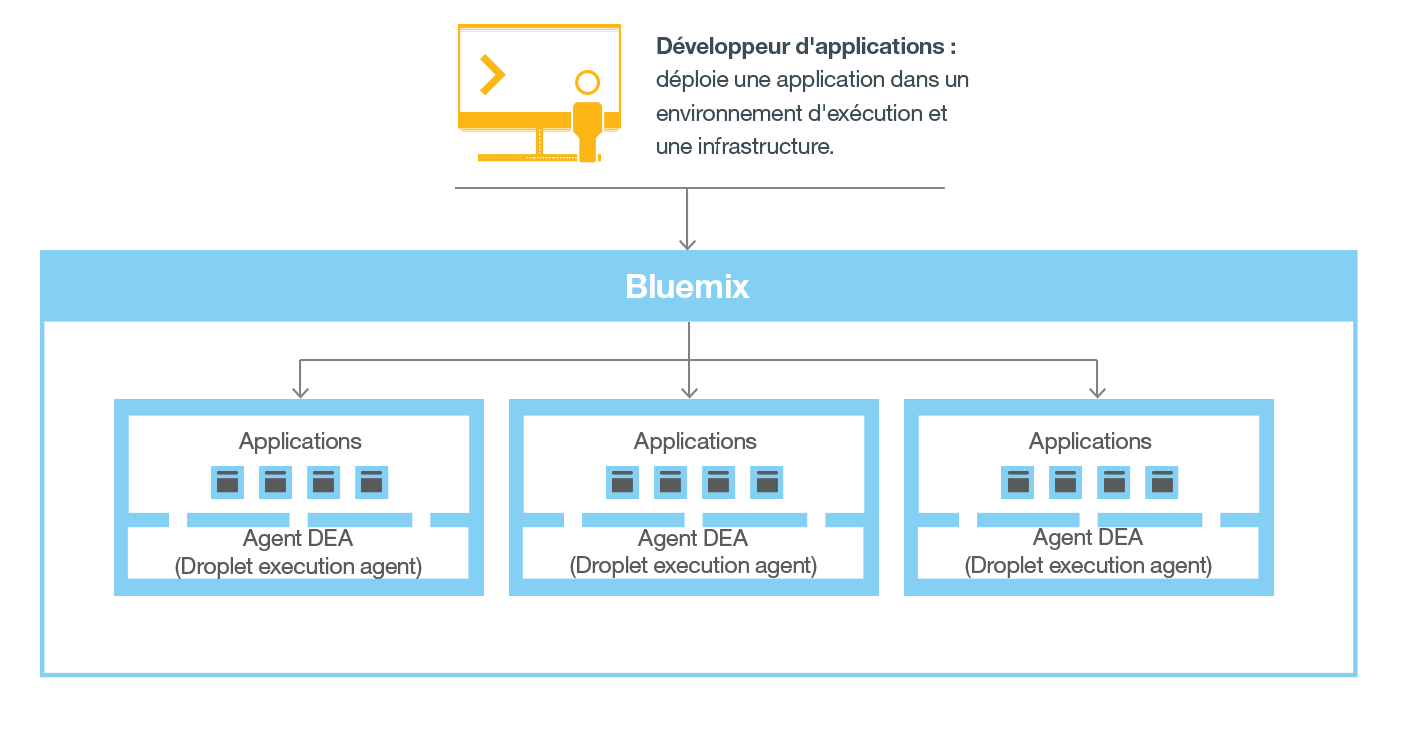 Développeur d'applications :
déploie une application dans un
environnement d'exécution et
une infrastructure.
Bluemix
Applications
Agent DEA
(Droplet execution agent)
Applications
Agent DEA
(Droplet execution agent)
Applications
Agent DEA
(Droplet execution agent)